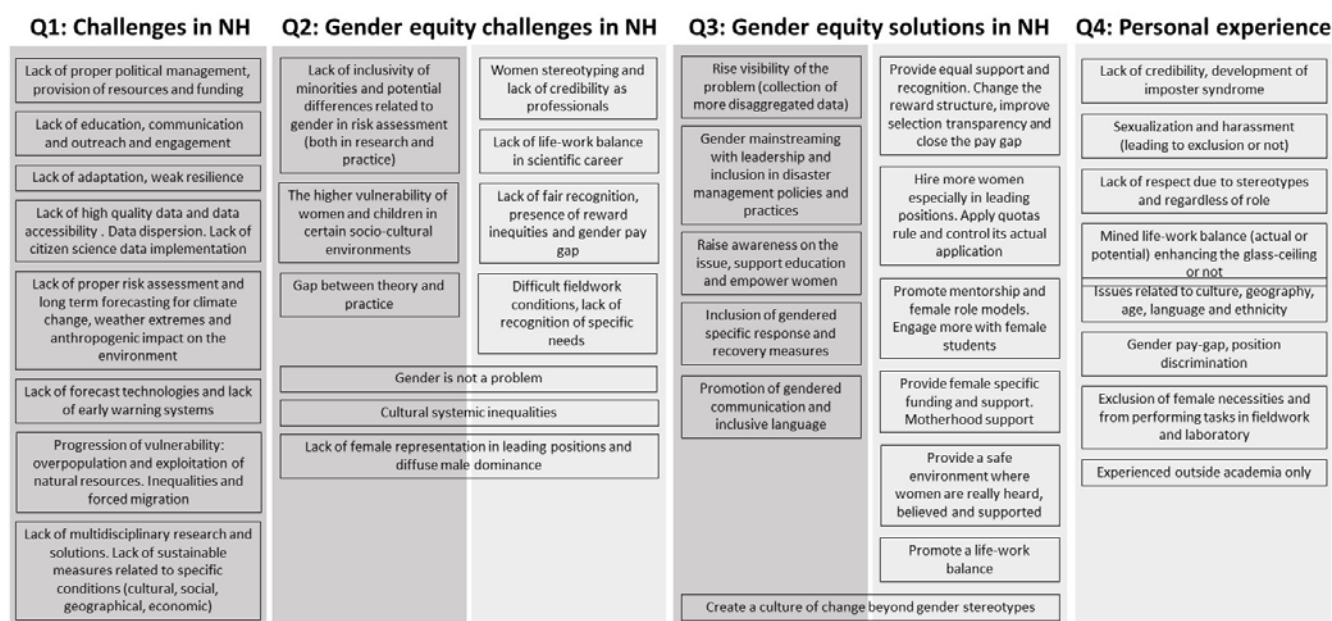 Q1: Challenges in NH
Lack of proper political management,
provision of resources and funding
Lack of education, communication
and outreach and engagement
Lack of adaptation, weak resilience
Lack of high quality data and data
accessibility . Data dispersion. Lack of
citizen science data implementation
Lack of proper risk assessment and
long term forecasting for climate
change, weather extremes and
anthropogenic impact on the
environment
Lack of forecast technologies and lack
of early warning systems
Progression of vulnerability:
overpopulation and exploitation of
natural resources. Inequalities and
forced migration
Lack of multidisciplinary research and
solutions. Lack of sustainable
measures related to specific
conditions (cultural, social,
geographical, economic)
Q2: Gender equity challenges in NH
Lack of inclusivity of
minorities and potential
differences related to
gender in risk assessment
(both in research and
practice)
The higher vulnerability of
women and children in
certain socio-cultural
environments
Gap between theory and
practice
Women stereotyping and
lack of credibility as
professionals
Lack of life-work balance
in scientific career
Lack of fair recognition,
presence of reward
inequities and gender pay
gap
Difficult fieldwork
conditions, lack of
recognition of specific
needs
Gender is not a problem
Cultural systemic inequalities
Lack of female representation in leading positions and
diffuse male dominance
Q3: Gender equity solutions in NH
Rise visibility of the
problem (collection of
more disaggregated data)
Gender mainstreaming
with leadership and
inclusion in disaster
management policies and
practices
Raise awareness on the
issue, support education
and empower women
Inclusion of gendered
specific response and
recovery measures
Promotion of gendered
communication and
inclusive language
Provide equal support and
recognition. Change the
reward structure, improve
selection transparency and
close the pay gap
Hire more women
especially in leading
positions. Apply quotas
rule and control its actual
application
Promote mentorship and
female role models.
Engage more with female
students
Provide female specific
funding and support.
Motherhood support
Provide a safe
environment where
women are really heard,
believed and supported
Promote a life-work
balance
Create a culture of change beyond gender stereotypes
Q4: Personal experience
Lack of credibility, development of
imposter syndrome
Sexualization and harassment
(leading to exclusion or not)
Lack of respect due to stereotypes
and regardless of role
Mined life-work balance (actual or
potential) enhancing the glass-ceiling
or not
Issues related to culture, geography,
age, language and ethnicity
Gender pay-gap, position
discrimination
Exclusion of female necessities and
from performing tasks in fieldwork
and laboratory
Experienced outside academia only